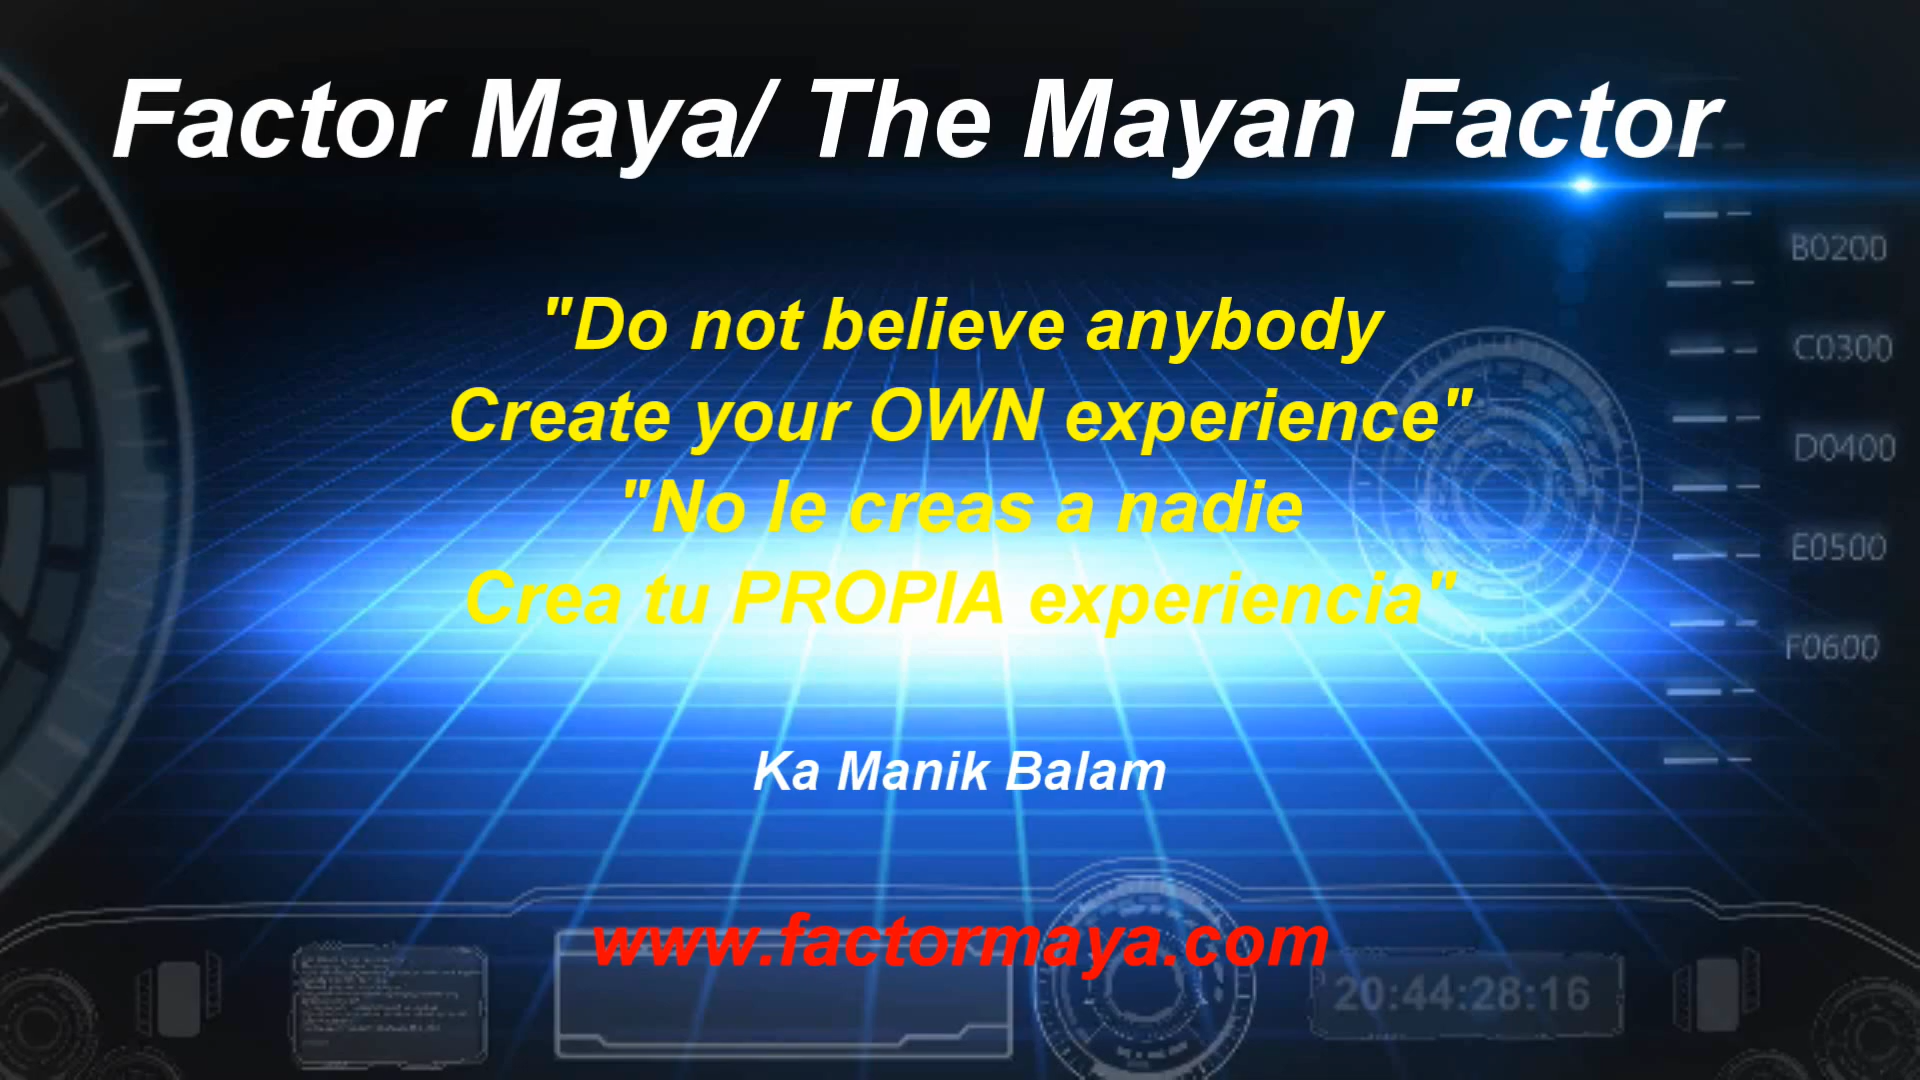 Factor Maya/ The Mayan Factor
"Do not believe anybody
Create your OWN experience"
"No le creas a nadie
Crea tu PROPIA experiencia"
Ka Manik Balam
www.factormaya.com
B0200
C0300
D0400
E0500
F0600
20:44:28:16